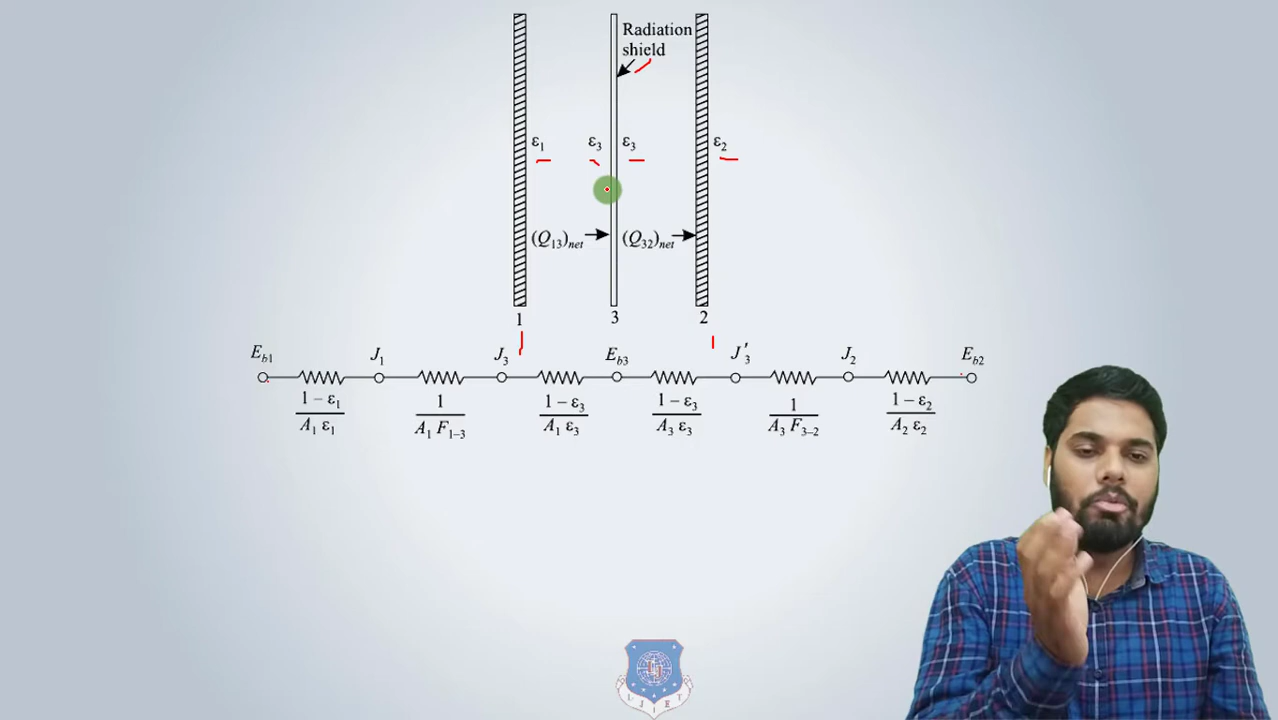 Radiation
shield
ε1 ε3 ε3 ε2
(Q13)net (Q32)net
1 3 2
Eb1 J1 J3 Eb3 J′3 J2 Eb2
1 − ε1 / A1 ε1
1 / A1 F1–3
1 − ε3 / A1 ε3
1 − ε3 / A3 ε3
1 / A3 F3–2
1 − ε2 / A2 ε2
VJIET